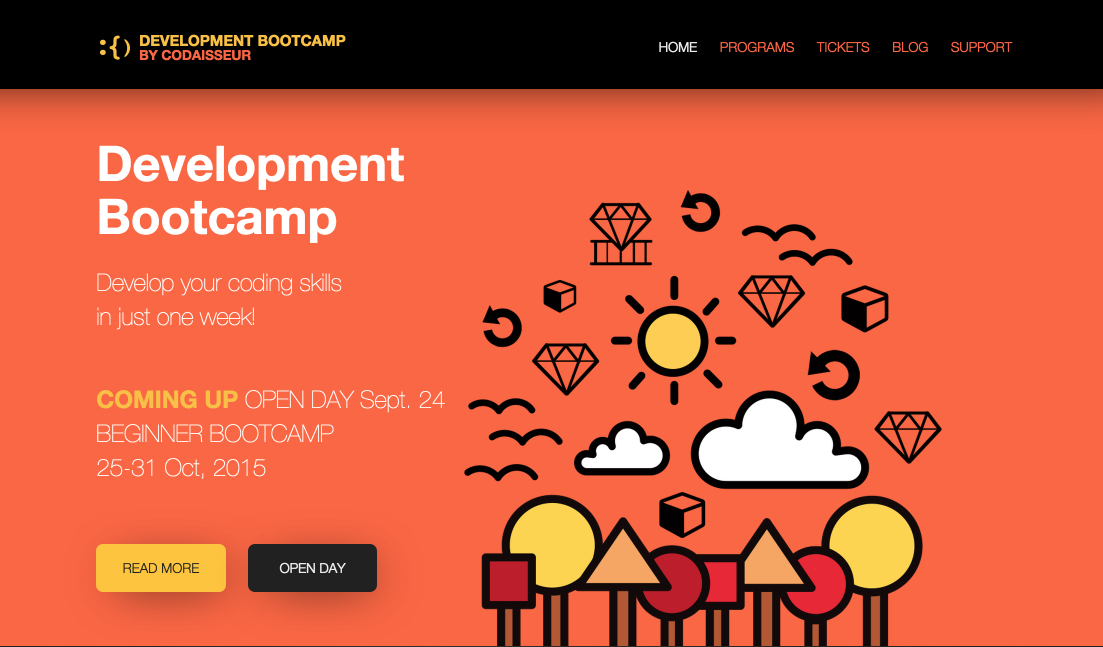 :{) DEVELOPMENT BOOTCAMP
BY CODAISSEUR
HOME PROGRAMS TICKETS BLOG SUPPORT
Development
Bootcamp
Develop your coding skills
in just one week!
COMING UP OPEN DAY Sept. 24
BEGINNER BOOTCAMP
25-31 Oct, 2015
READ MORE OPEN DAY